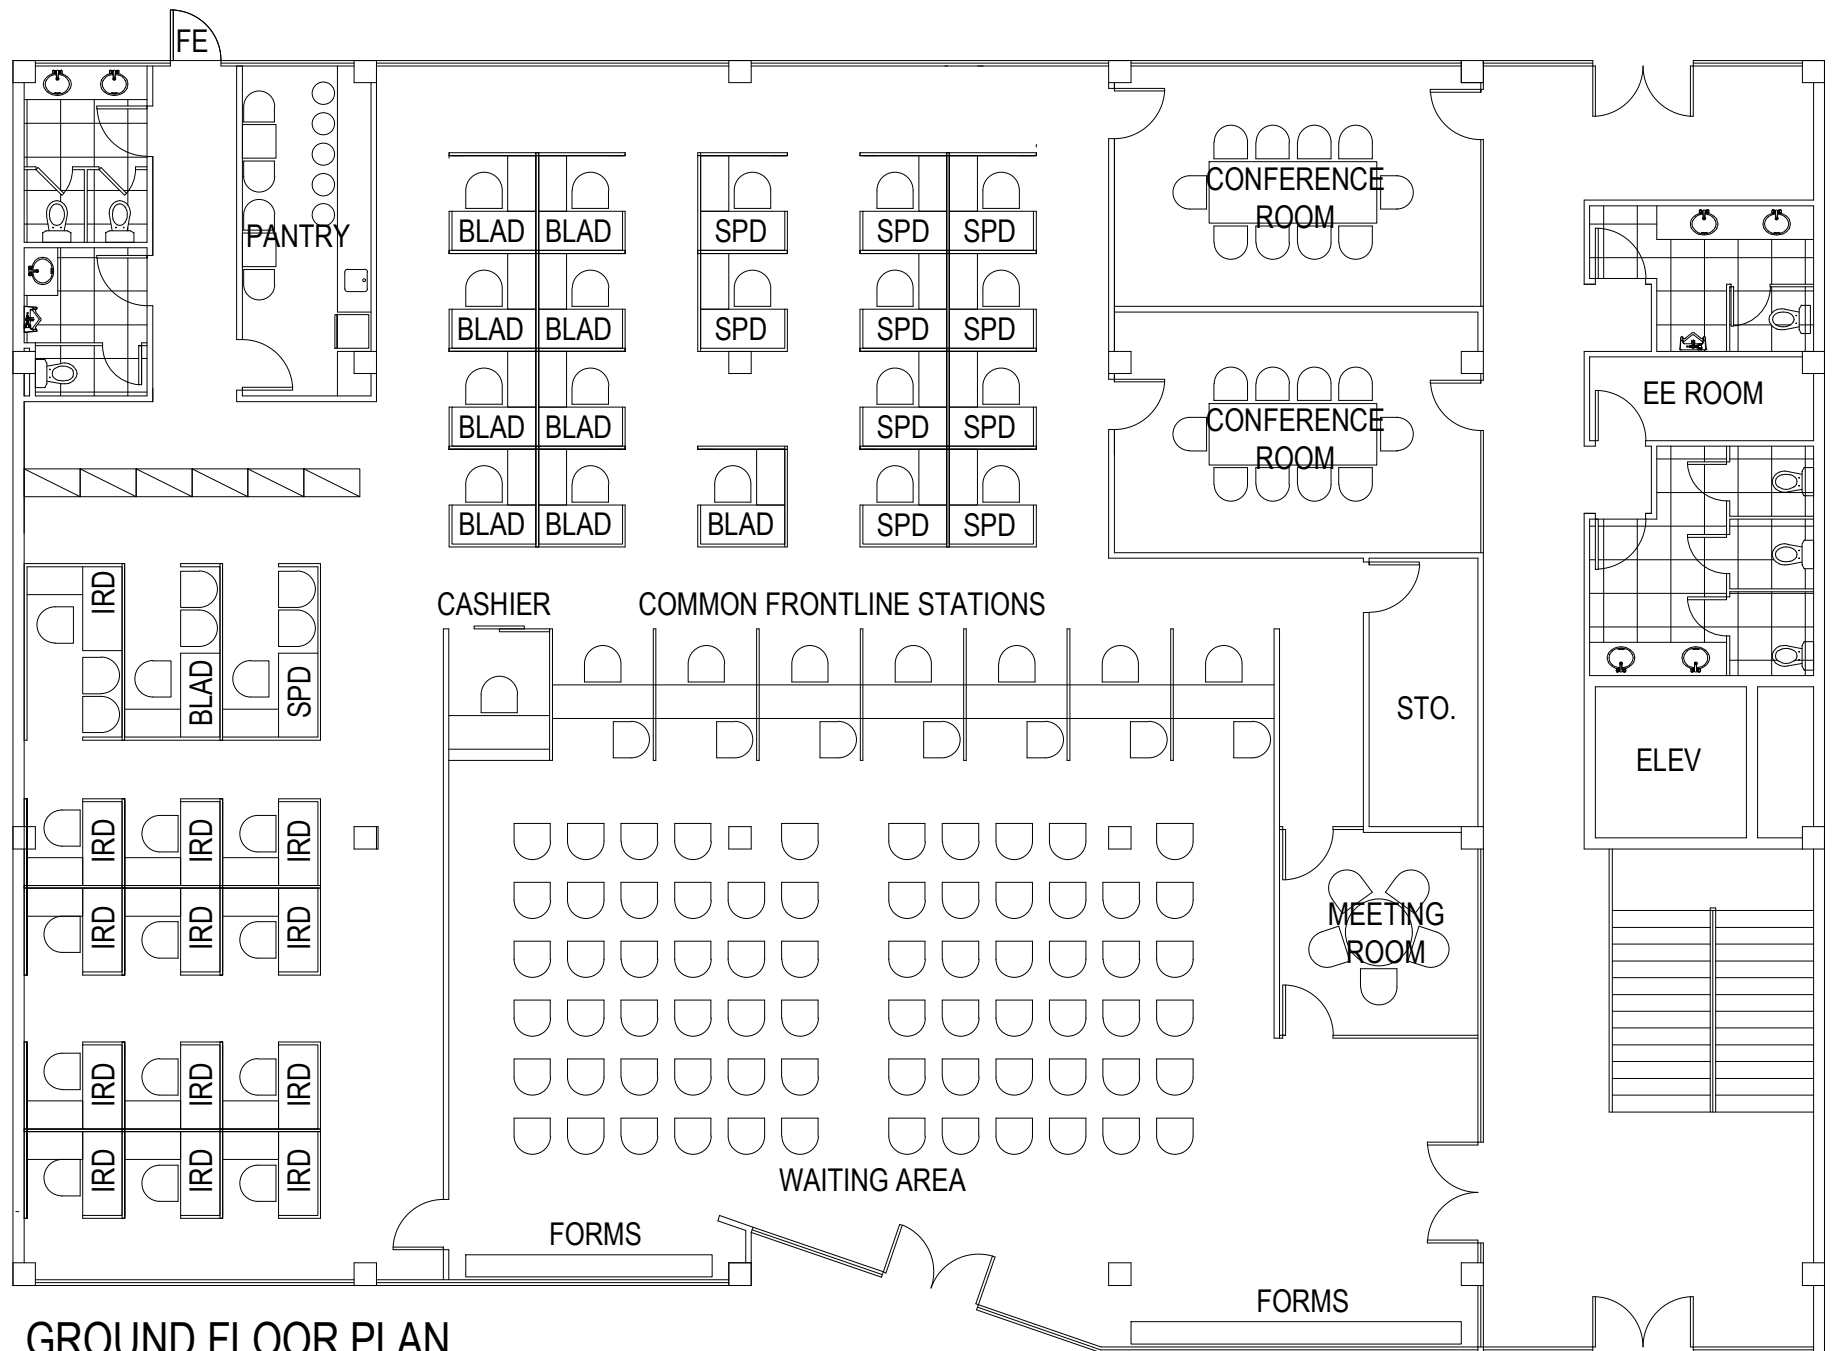 FE
CONFERENCE
ROOM
PANTRY
BLAD BLAD SPD SPD SPD
BLAD BLAD SPD SPD SPD
EE ROOM
CONFERENCE
ROOM
BLAD BLAD SPD SPD
BLAD BLAD BLAD SPD SPD
IRD
CASHIER
COMMON FRONTLINE STATIONS
BLAD
SPD
STO.
ELEV
IRD IRD IRD
IRD IRD IRD
MEETING
ROOM
IRD IRD IRD
IRD IRD IRD
WAITING AREA
FORMS
FORMS
GROUND FLOOR PLAN